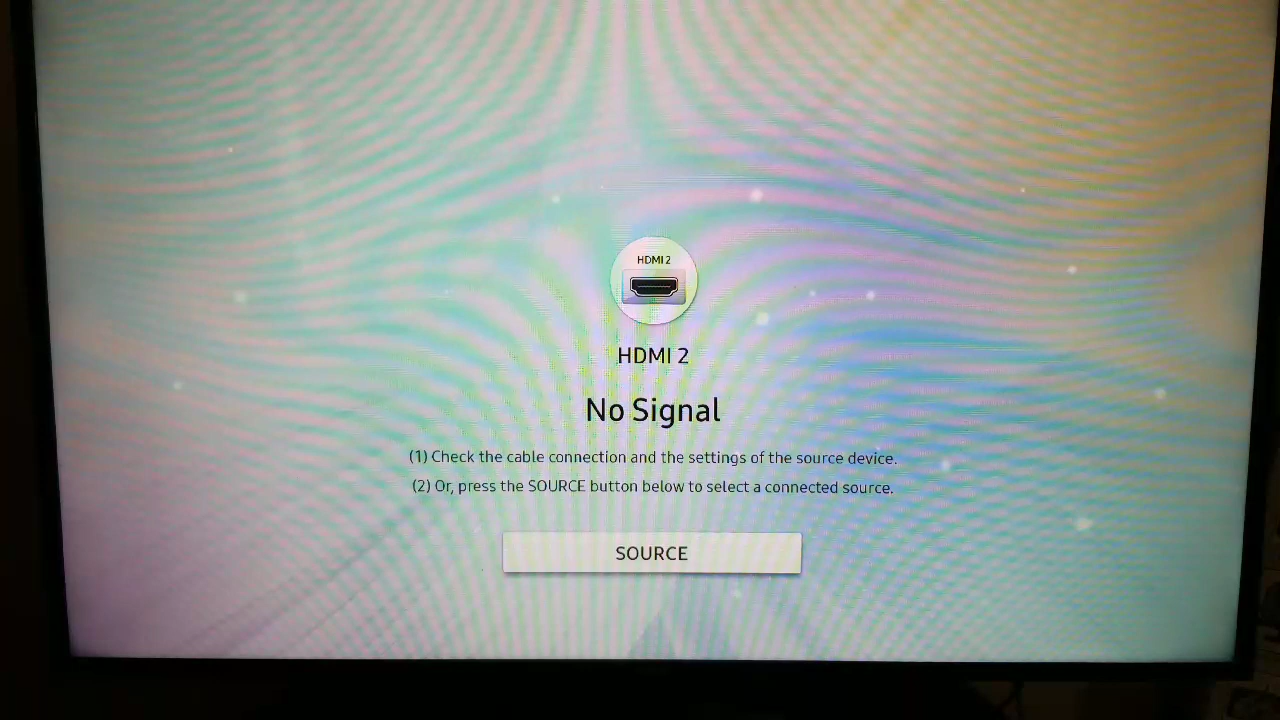 HDMI 2
HDMI 2
No Signal
(1) Check the cable connection and the settings of the source device.
(2) Or, press the SOURCE button below to select a connected source.
SOURCE